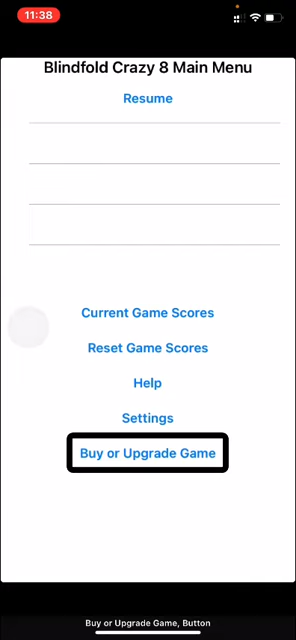 11:38
Blindfold Crazy 8 Main Menu
Resume
Current Game Scores
Reset Game Scores
Help
Settings
Buy or Upgrade Game
Buy or Upgrade Game, Button